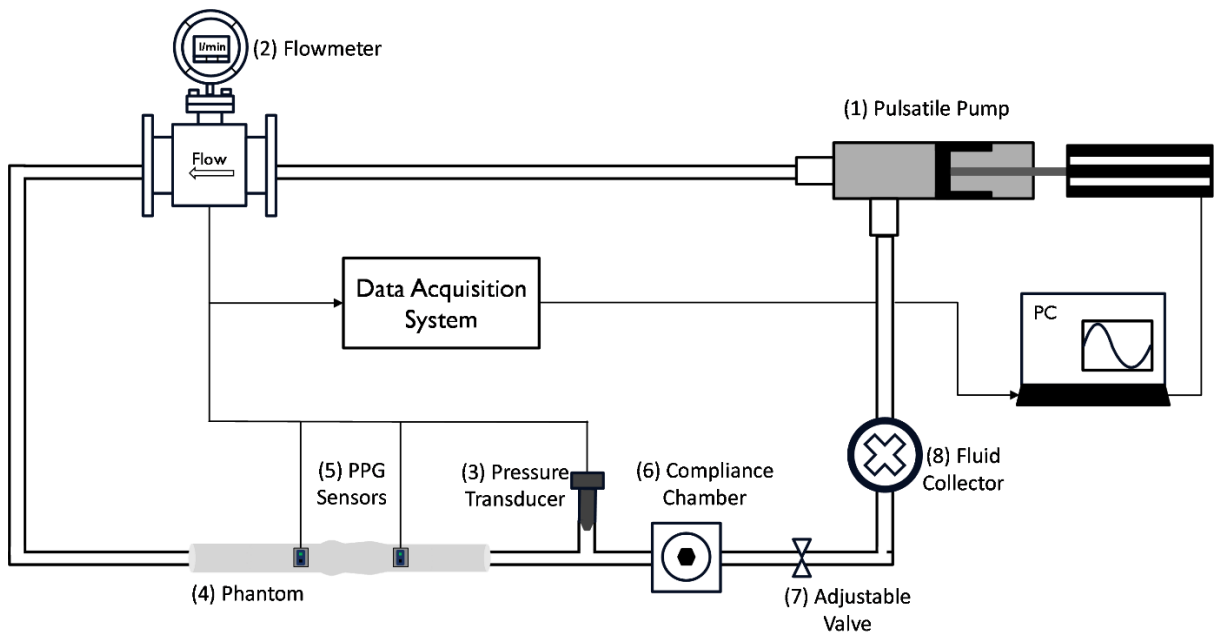 l/min
(2) Flowmeter
(1) Pulsatile Pump
Flow
Data Acquisition
System
PC
(5) PPG
Sensors
(3) Pressure
Transducer
(6) Compliance
Chamber
(8) Fluid
Collector
(4) Phantom
(7) Adjustable
Valve